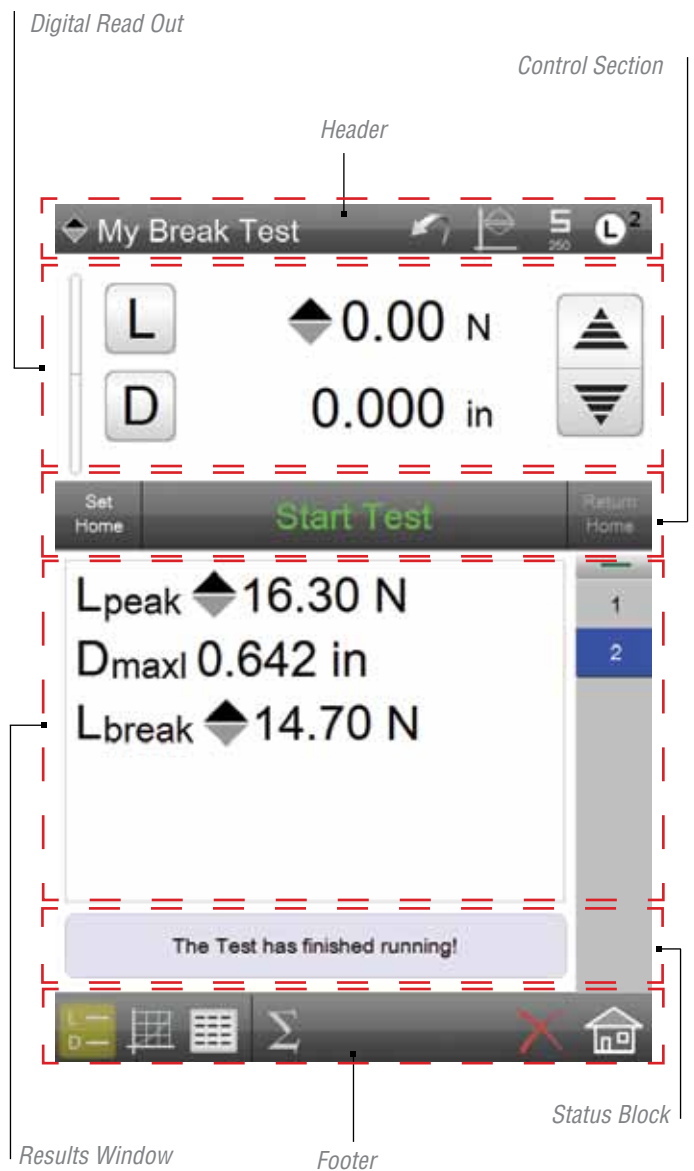 Digital Read Out
Control Section
Header
My Break Test
5
250
L2
L
0.00 N
D
0.000 in
Set
Home
Start Test
Return
Home
Lpeak 16.30 N
1
Dmaxl 0.642 in
2
Lbreak 14.70 N
The Test has finished running!
L
D
Σ
Status Block
Results Window
Footer